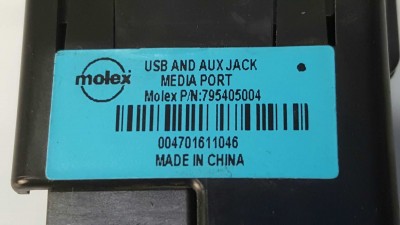 molex
USB AND AUX JACK
MEDIA PORT
Molex P/N:795405004
004701611046
MADE IN CHINA